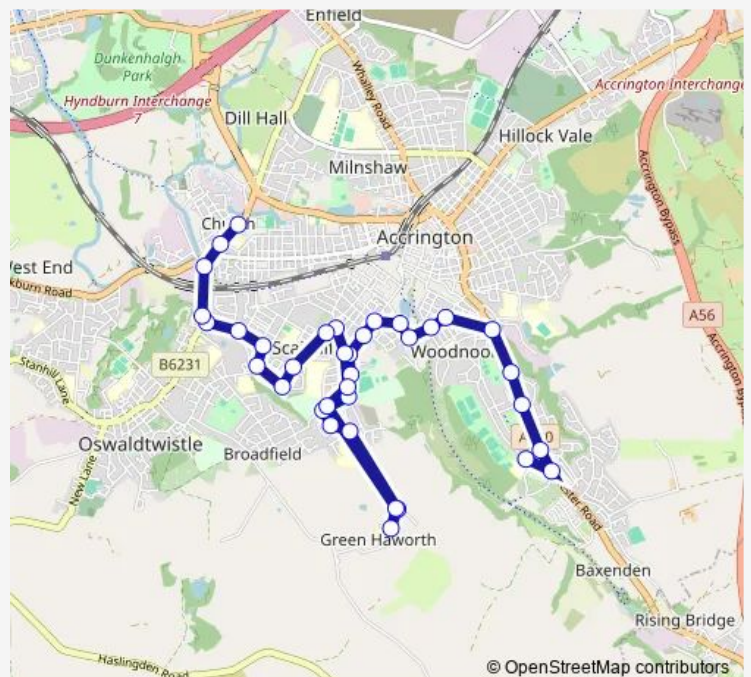 Enfield
Dunkenhalgh
Park
Accrington Interchange
Whalley Road
Hyndburn Interchange
7
Dill Hall
Hillock Vale
Milnshaw
Accrington Bypass
Accrington
West End
A56
Stanhill Lane
B6231
Woodnook
Oswaldtwistle
Broadfield
New Lane
Green Haworth
Baxenden
Rising Bridge
Haslingden Road
© OpenStreetMap contributors